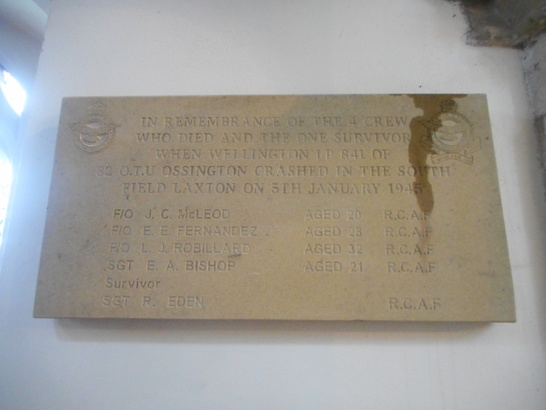 IN REMEMBRANCE OF THE 4 CREW
WHO DIED AND THE ONE SURVIVOR
WHEN WELLINGTON LP 841 OF
82 O.T.U OSSINGTON CRASHED IN THE SOUTH
FIELD LAXTON ON 5TH JANUARY 1945
F/O J. C. McLEOD AGED 20 R.C.A.F
F/O E. E. FERNANDEZ AGED 28 R.C.A.F
F/O L. J. ROBILLARD AGED 32 R.C.A.F
SGT E. A. BISHOP AGED 21 R.C.A.F
Survivor
SGT R. EDEN R.C.A.F